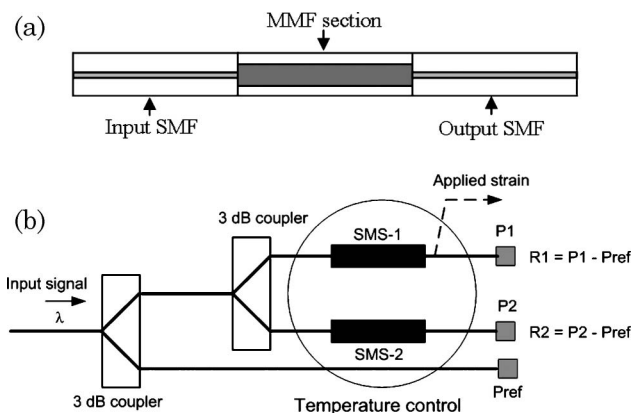 (a)
MMF section
Input SMF
Output SMF
(b)
Applied strain
3 dB coupler
SMS-1
P1
R1 = P1 - Pref
Input signal
λ
P2
R2 = P2 - Pref
SMS-2
Pref
3 dB coupler
Temperature control